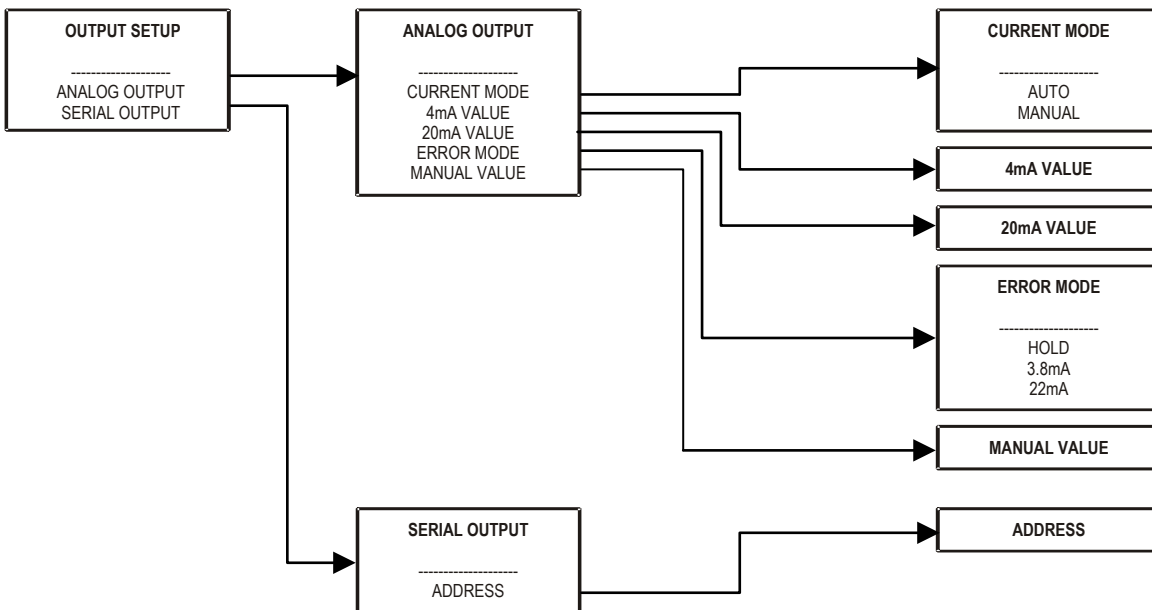 OUTPUT SETUP
--------------------
ANALOG OUTPUT
SERIAL OUTPUT
ANALOG OUTPUT
--------------------
CURRENT MODE
4mA VALUE
20mA VALUE
ERROR MODE
MANUAL VALUE
CURRENT MODE
--------------------
AUTO
MANUAL
4mA VALUE
20mA VALUE
ERROR MODE
--------------------
HOLD
3.8mA
22mA
MANUAL VALUE
SERIAL OUTPUT
--------------------
ADDRESS
ADDRESS